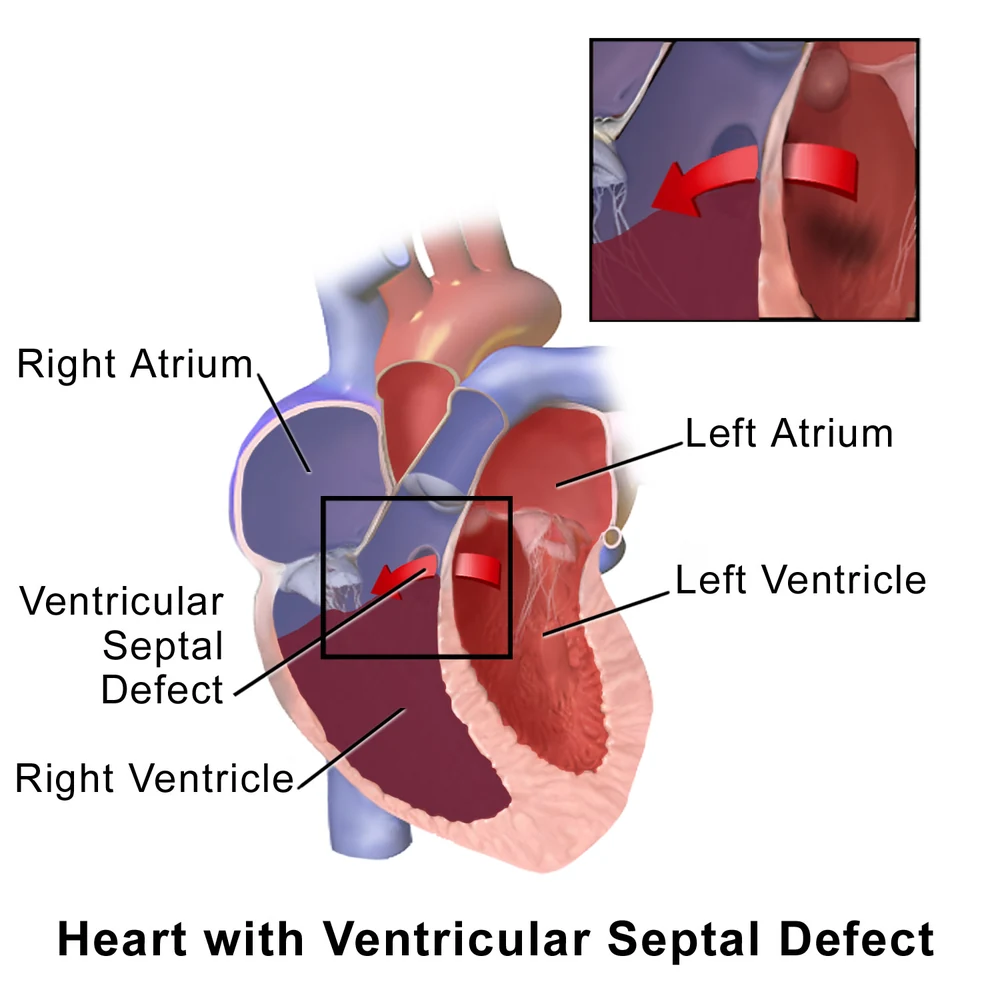 Right Atrium
Left Atrium
Left Ventricle
Ventricular
Septal
Defect
Right Ventricle
Heart with Ventricular Septal Defect